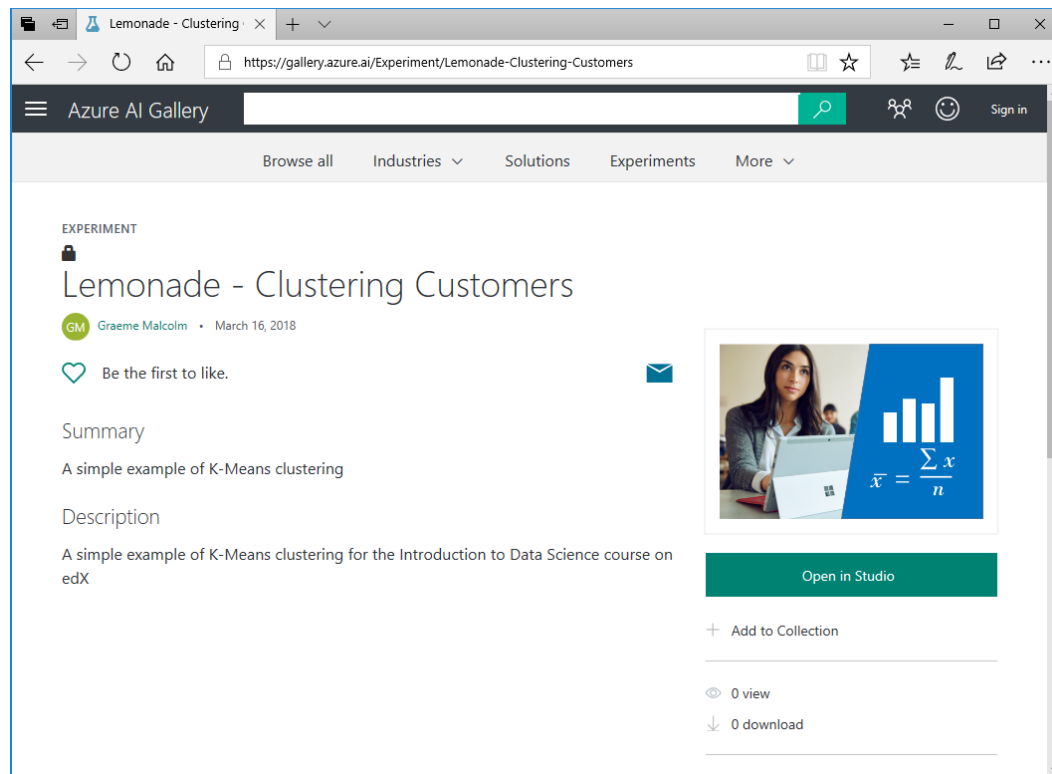 Lemonade - Clustering
https://gallery.azure.ai/Experiment/Lemonade-Clustering-Customers
Azure AI Gallery
Sign in
Browse all Industries Solutions Experiments More
EXPERIMENT
Lemonade - Clustering Customers
GM Graeme Malcolm • March 16, 2018
Be the first to like.
Summary
A simple example of K-Means clustering
Description
A simple example of K-Means clustering for the Introduction to Data Science course on
edX
x̄ = ∑ x / n
Open in Studio
Add to Collection
0 view
0 download